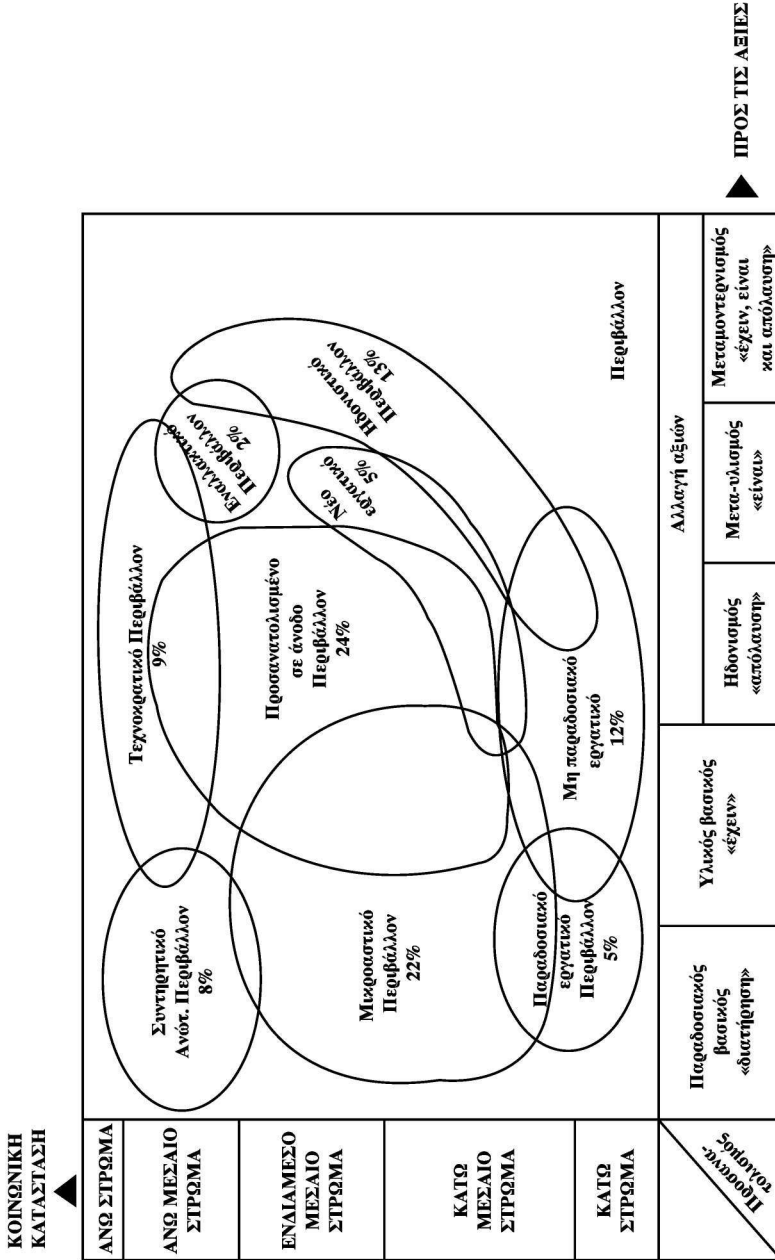 ΚΟΙΝΩΝΙΚΗ
ΚΑΤΑΣΤΑΣΗ
ΑΝΩ ΣΤΡΩΜΑ
ΑΝΩ ΜΕΣΑΙΟ
ΣΤΡΩΜΑ
ΕΝΔΙΑΜΕΣΟ
ΜΕΣΑΙΟ
ΣΤΡΩΜΑ
ΚΑΤΩ
ΜΕΣΑΙΟ
ΣΤΡΩΜΑ
ΚΑΤΩ
ΣΤΡΩΜΑ
Συντηρητικό
Ανώτ. Περιβάλλον
8%
Τεχνοκρατικό Περιβάλλον
9%
Εναλλακτικό
Περιβάλλον
2%
Ηδονιστικό
Περιβάλλον
13%
Μικροαστικό
Περιβάλλον
22%
Προσανατολισμένο
σε άνοδο
Περιβάλλον
24%
Νέο
εργατικό
5%
Παραδοσιακό
εργατικό
Περιβάλλον
5%
Μη παραδοσιακό
εργατικό
12%
Περιβάλλον
Προσανα-
τολισμός
Παραδοσιακός
βασικός
«διατήρηση»
Υλικός βασικός
«έχειν»
Αλλαγή αξιών
Ηδονισμός
«απόλαυση»
Μετα-υλισμός
«είναι»
Μεταμοντερνισμός
«έχειν, είναι
και απόλαυση»
ΠΡΟΣ ΤΙΣ ΑΞΙΕΣ